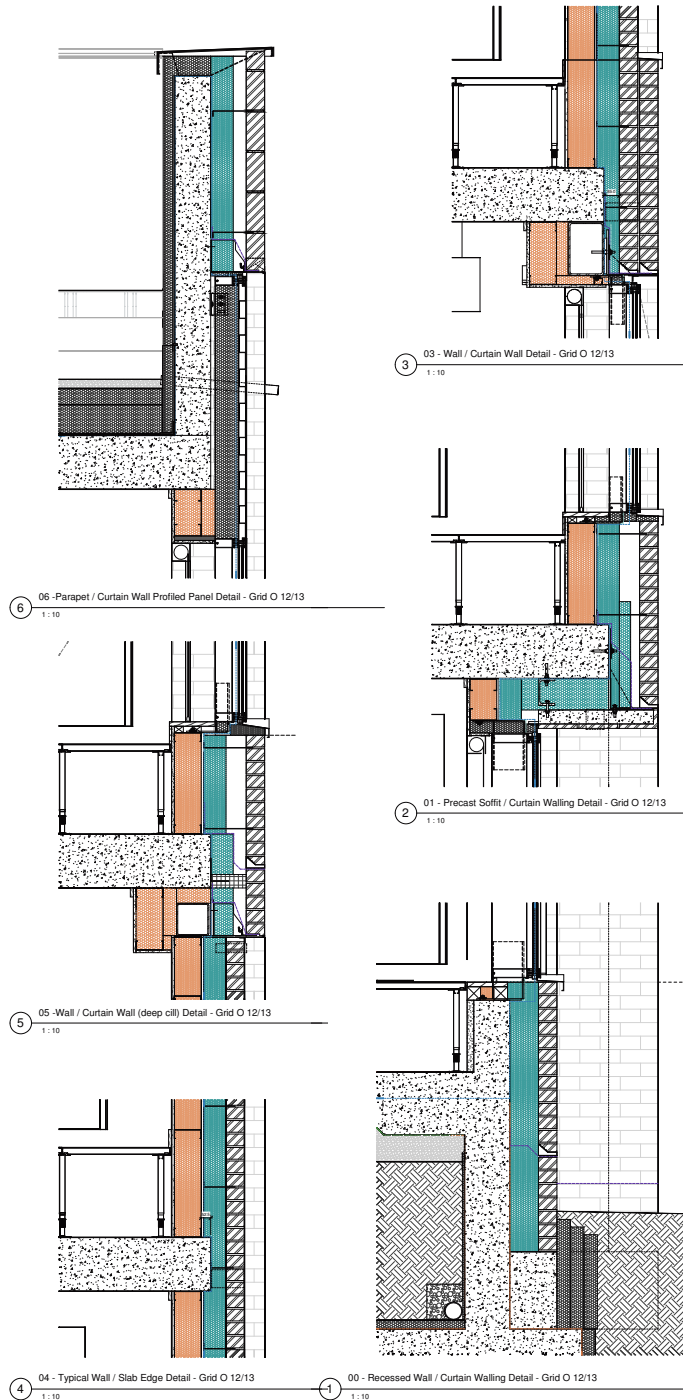 3
03 - Wall / Curtain Wall Detail - Grid O 12/13
1 : 10
6
06 -Parapet / Curtain Wall Profiled Panel Detail - Grid O 12/13
1 : 10
2
01 - Precast Soffit / Curtain Walling Detail - Grid O 12/13
1 : 10
5
05 -Wall / Curtain Wall (deep cill) Detail - Grid O 12/13
1 : 10
4
04 - Typical Wall / Slab Edge Detail - Grid O 12/13
1 : 10
1
00 - Recessed Wall / Curtain Walling Detail - Grid O 12/13
1 : 10